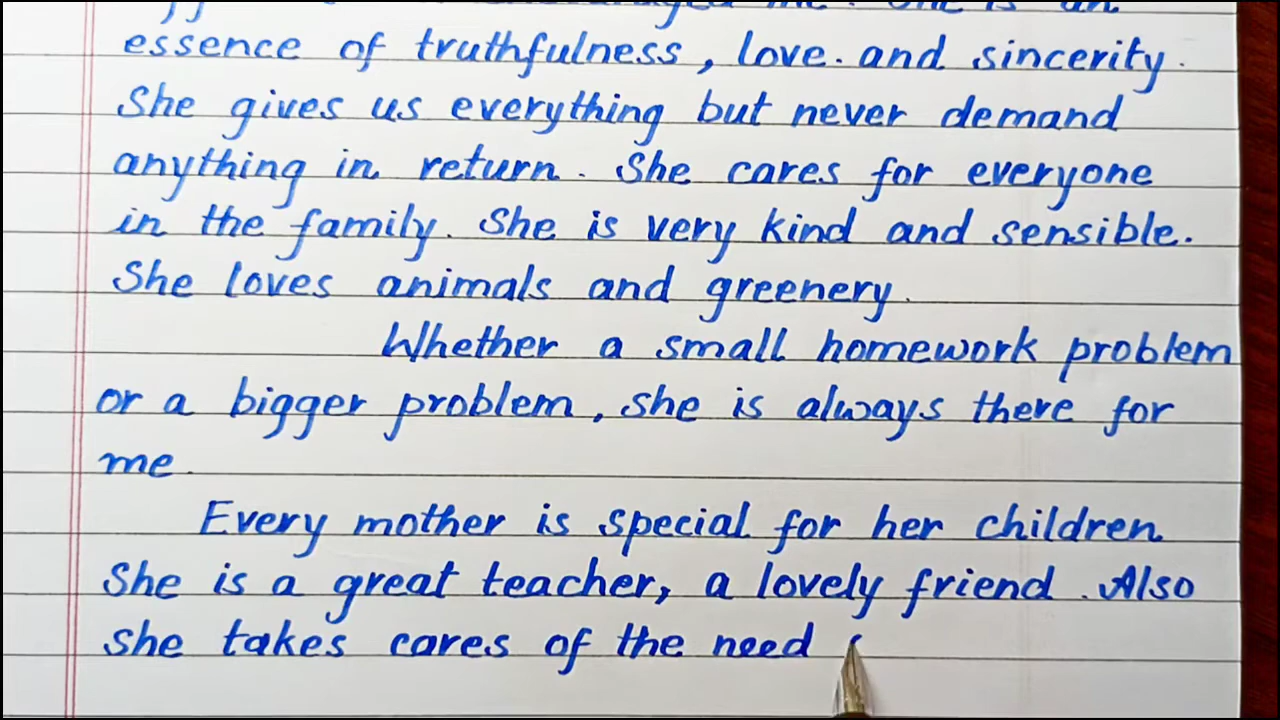 essence of truthfulness, love. and sincerity.
She gives us everything but never demand
anything in return. She cares for everyone
in the family. She is very kind and sensible.
She loves animals and greenery.
Whether a small homework problem
or a bigger problem, she is always there for
me.
Every mother is special for her children.
She is a great teacher, a lovely friend. Also
she takes cares of the need